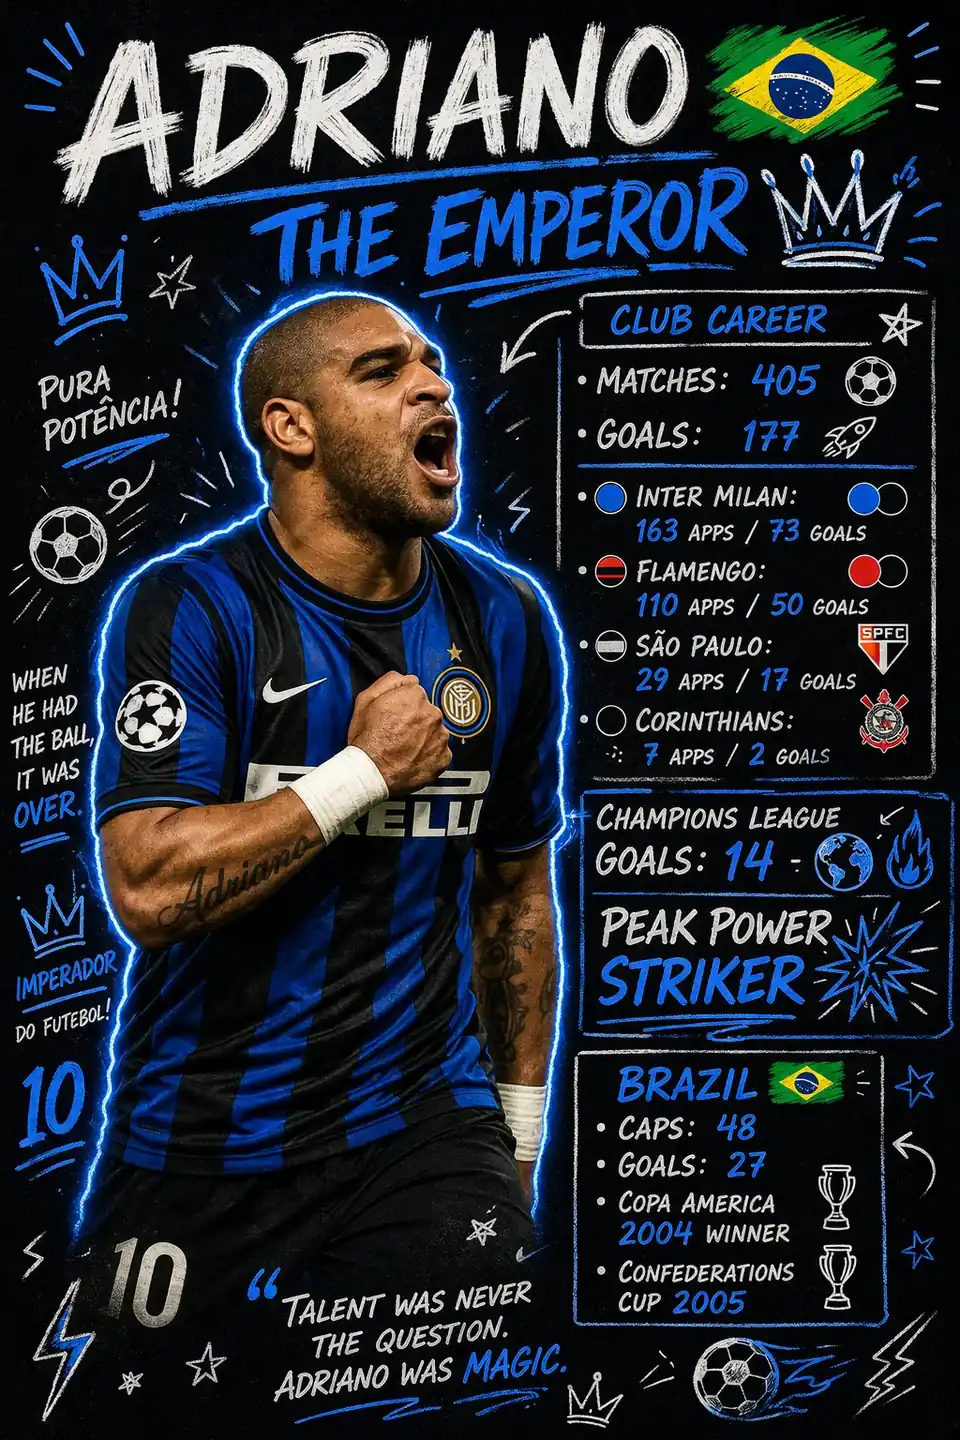 ADRIANO
THE EMPEROR
PURA
POTÊNCIA!
WHEN
HE HAD
THE BALL,
IT WAS
OVER.
IMPERADOR
DO FUTEBOL!
10
Adriano
PIRELLI
10
"TALENT WAS NEVER
THE QUESTION.
ADRIANO WAS MAGIC.
CLUB CAREER
• MATCHES: 405
• GOALS: 177
• INTER MILAN:
163 APPS / 73 GOALS
• FLAMENGO:
110 APPS / 50 GOALS
• SÃO PAULO:
29 APPS / 17 GOALS
SPFC
• CORINTHIANS:
7 APPS / 2 GOALS
CHAMPIONS LEAGUE
GOALS: 14 -
PEAK POWER
STRIKER
BRAZIL
• CAPS: 48
• GOALS: 27
• COPA AMERICA
2004 WINNER
• CONFEDERATIONS
CUP 2005